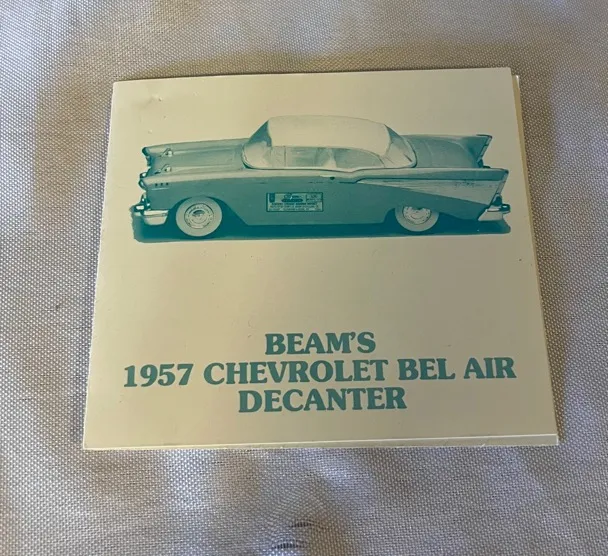 BEAM'S
1957 CHEVROLET BEL AIR
DECANTER